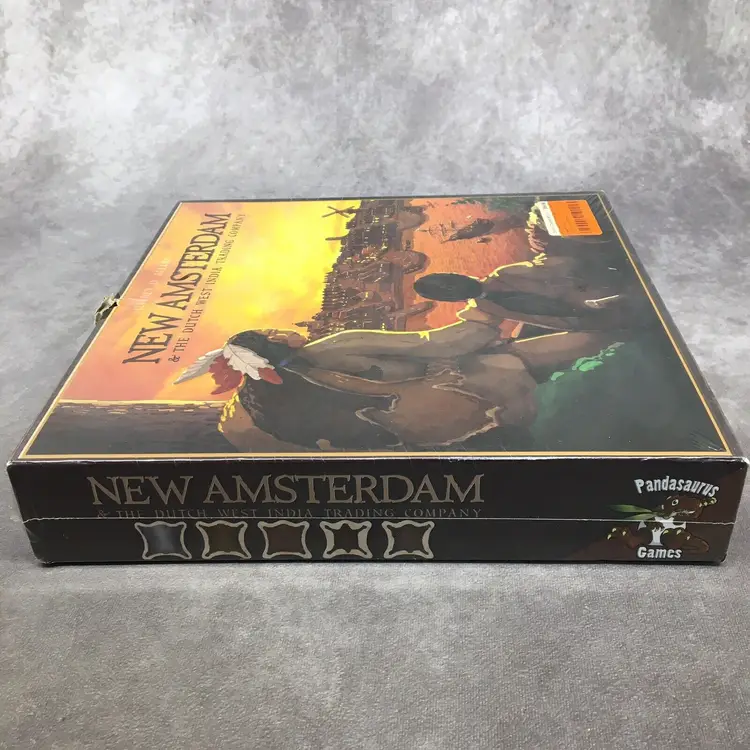 NEW AMSTERDAM
& THE DUTCH WEST INDIA TRADING COMPANY
NEW AMSTERDAM
& THE DUTCH WEST INDIA TRADING COMPANY
Pandasaurus
Games